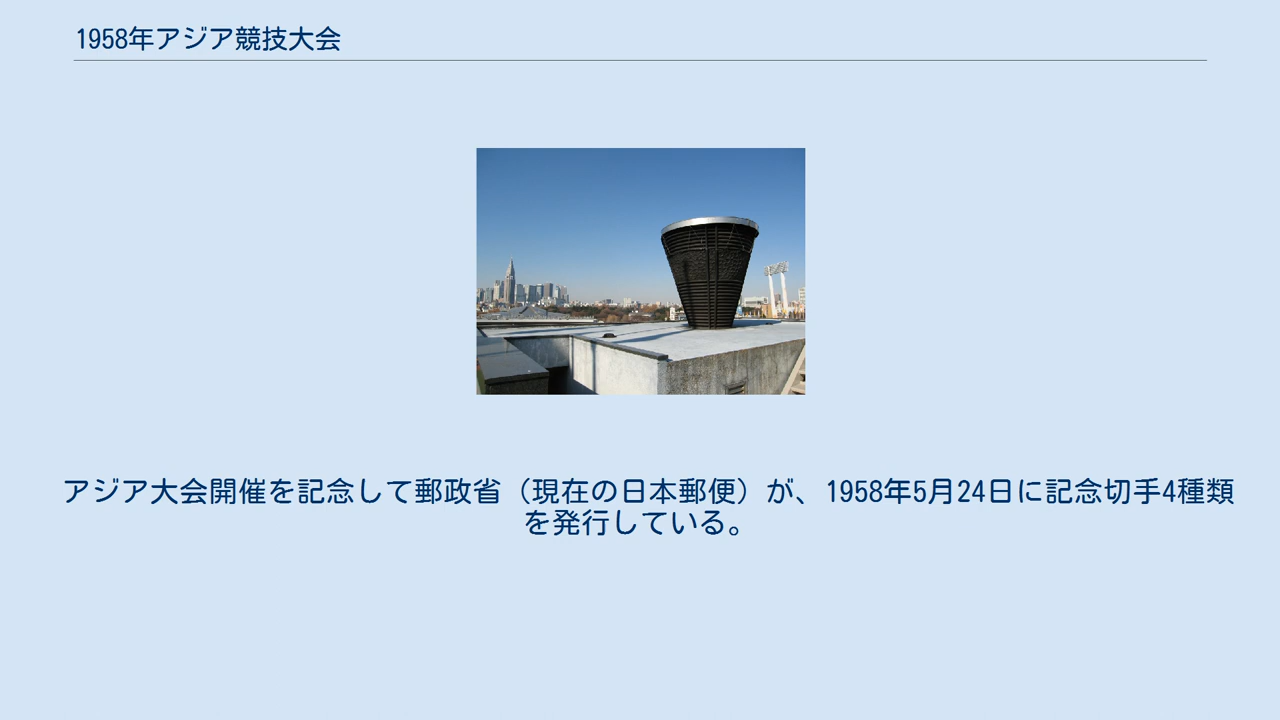 1958年アジア競技大会
アジア大会開催を記念して郵政省（現在の日本郵便）が、1958年5月24日に記念切手4種類
を発行している。